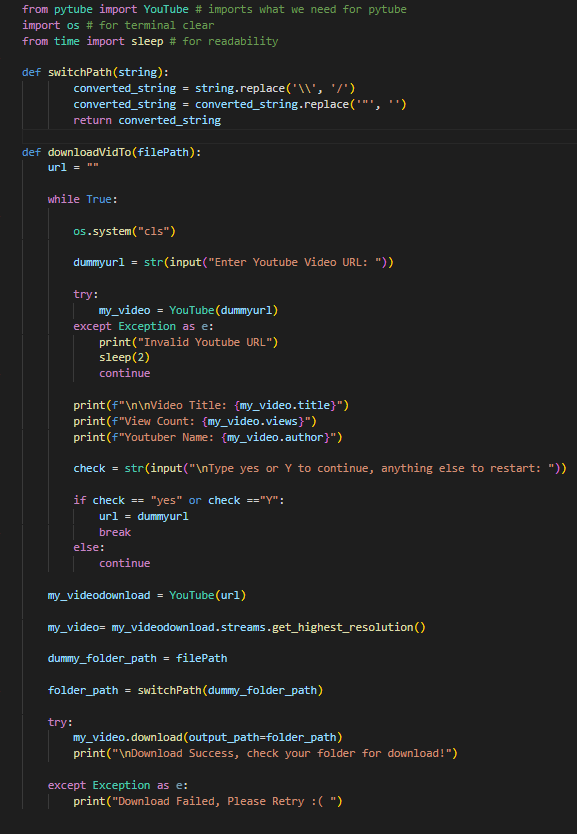 from pytube import YouTube # imports what we need for pytube
import os # for terminal clear
from time import sleep # for readability
def switchPath(string):
converted_string = string.replace('\\', '/')
converted_string = converted_string.replace('"', '')
return converted_string
def downloadVidTo(filePath):
url = ""
while True:
os.system("cls")
dummyurl = str(input("Enter Youtube Video URL: "))
try:
my_video = YouTube(dummyurl)
except Exception as e:
print("Invalid Youtube URL")
sleep(2)
continue
print(f"\n\nVideo Title: {my_video.title}")
print(f"View Count: {my_video.views}")
print(f"Youtuber Name: {my_video.author}")
check = str(input("\nType yes or Y to continue, anything else to restart: "))
if check == "yes" or check =="Y":
url = dummyurl
break
else:
continue
my_videodownload = YouTube(url)
my_video= my_videodownload.streams.get_highest_resolution()
dummy_folder_path = filePath
folder_path = switchPath(dummy_folder_path)
try:
my_video.download(output_path=folder_path)
print("\nDownload Success, check your folder for download!")
except Exception as e:
print("Download Failed, Please Retry :( ")